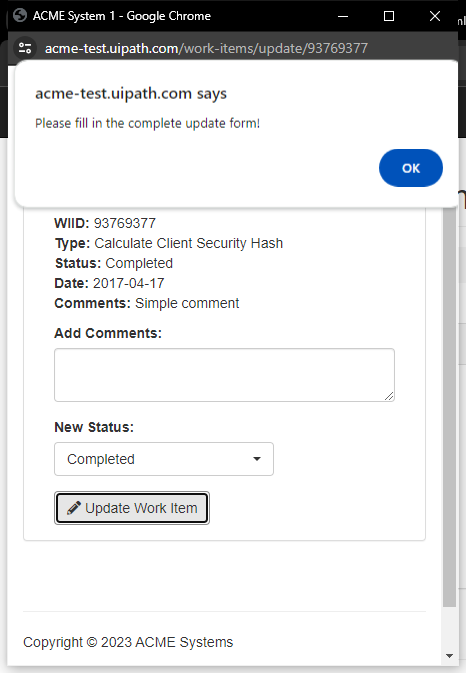 ACME System 1 - Google Chrome
acme-test.uipath.com/work-items/update/93769377
acme-test.uipath.com says
Please fill in the complete update form!
OK
WIID: 93769377
Type: Calculate Client Security Hash
Status: Completed
Date: 2017-04-17
Comments: Simple comment
Add Comments:
New Status:
Completed
Update Work Item
Copyright © 2023 ACME Systems